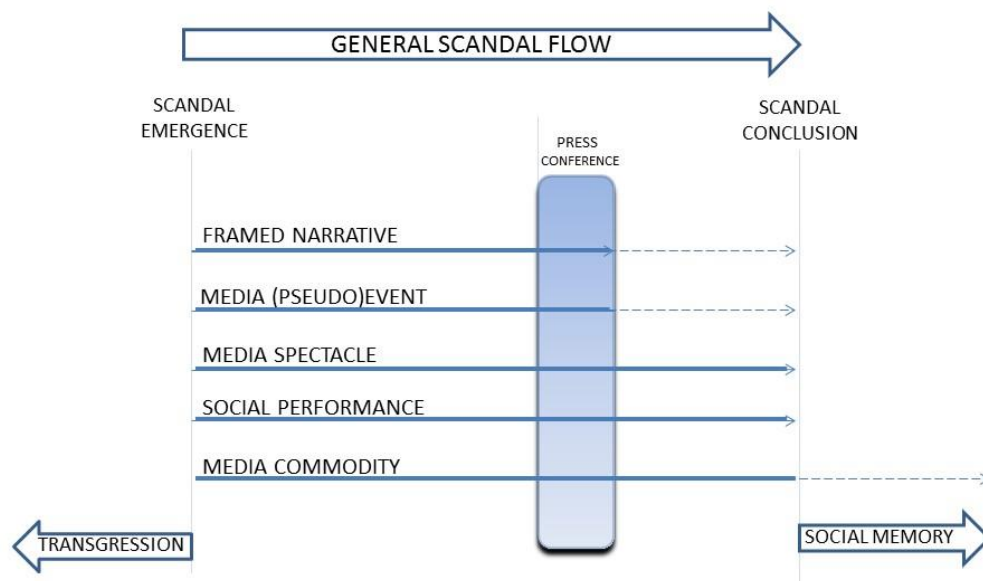 GENERAL SCANDAL FLOW
SCANDAL
EMERGENCE
SCANDAL
CONCLUSION
PRESS
CONFERENCE
FRAMED NARRATIVE
MEDIA (PSEUDO)EVENT
MEDIA SPECTACLE
SOCIAL PERFORMANCE
MEDIA COMMODITY
TRANSGRESSION
SOCIAL MEMORY